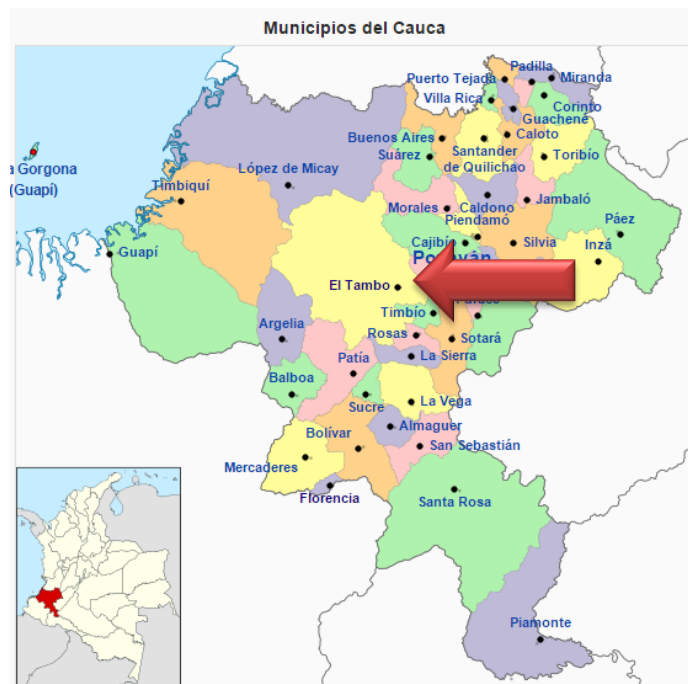 Municipios del Cauca
Padilla
Puerto Tejada
Miranda
Villa Rica
Corinto
Guachené
Buenos Aires
Caloto
Suárez
Santander
de Quilichao
Toribío
a Gorgona
(Guapí)
López de Micay
Timbiquí
Morales
Caldono
Jambaló
Piendamó
Páez
Cajibío
Silvia
Inzá
Guapí
El Tambo
Timbío
Argelia
Rosas
Sotará
Patía
La Sierra
Balboa
Sucre
La Vega
Almaguer
Bolívar
San Sebastián
Mercaderes
Florencia
Santa Rosa
Piamonte